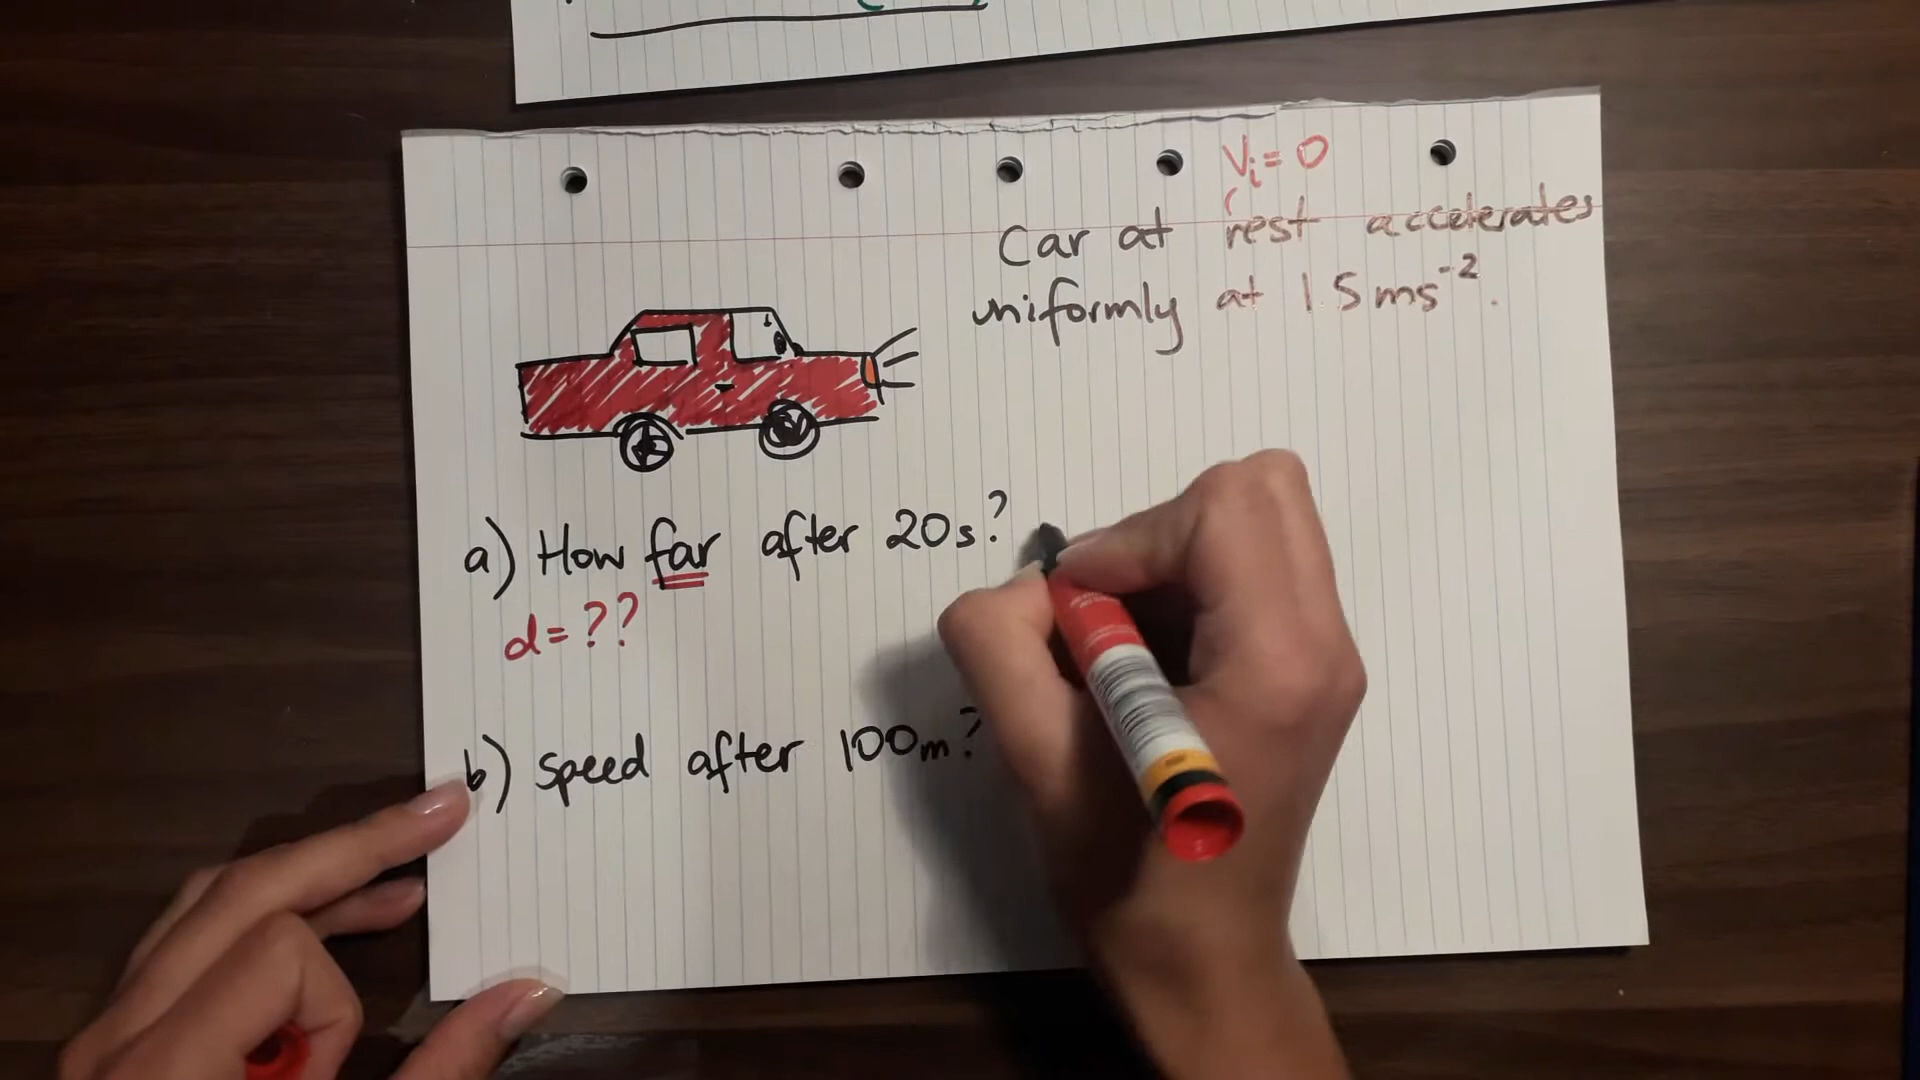 Vi = 0
Car at rest accelerates
uniformly at 1.5 ms⁻².
a) How far after 20s?
d = ??
b) speed after 100m?